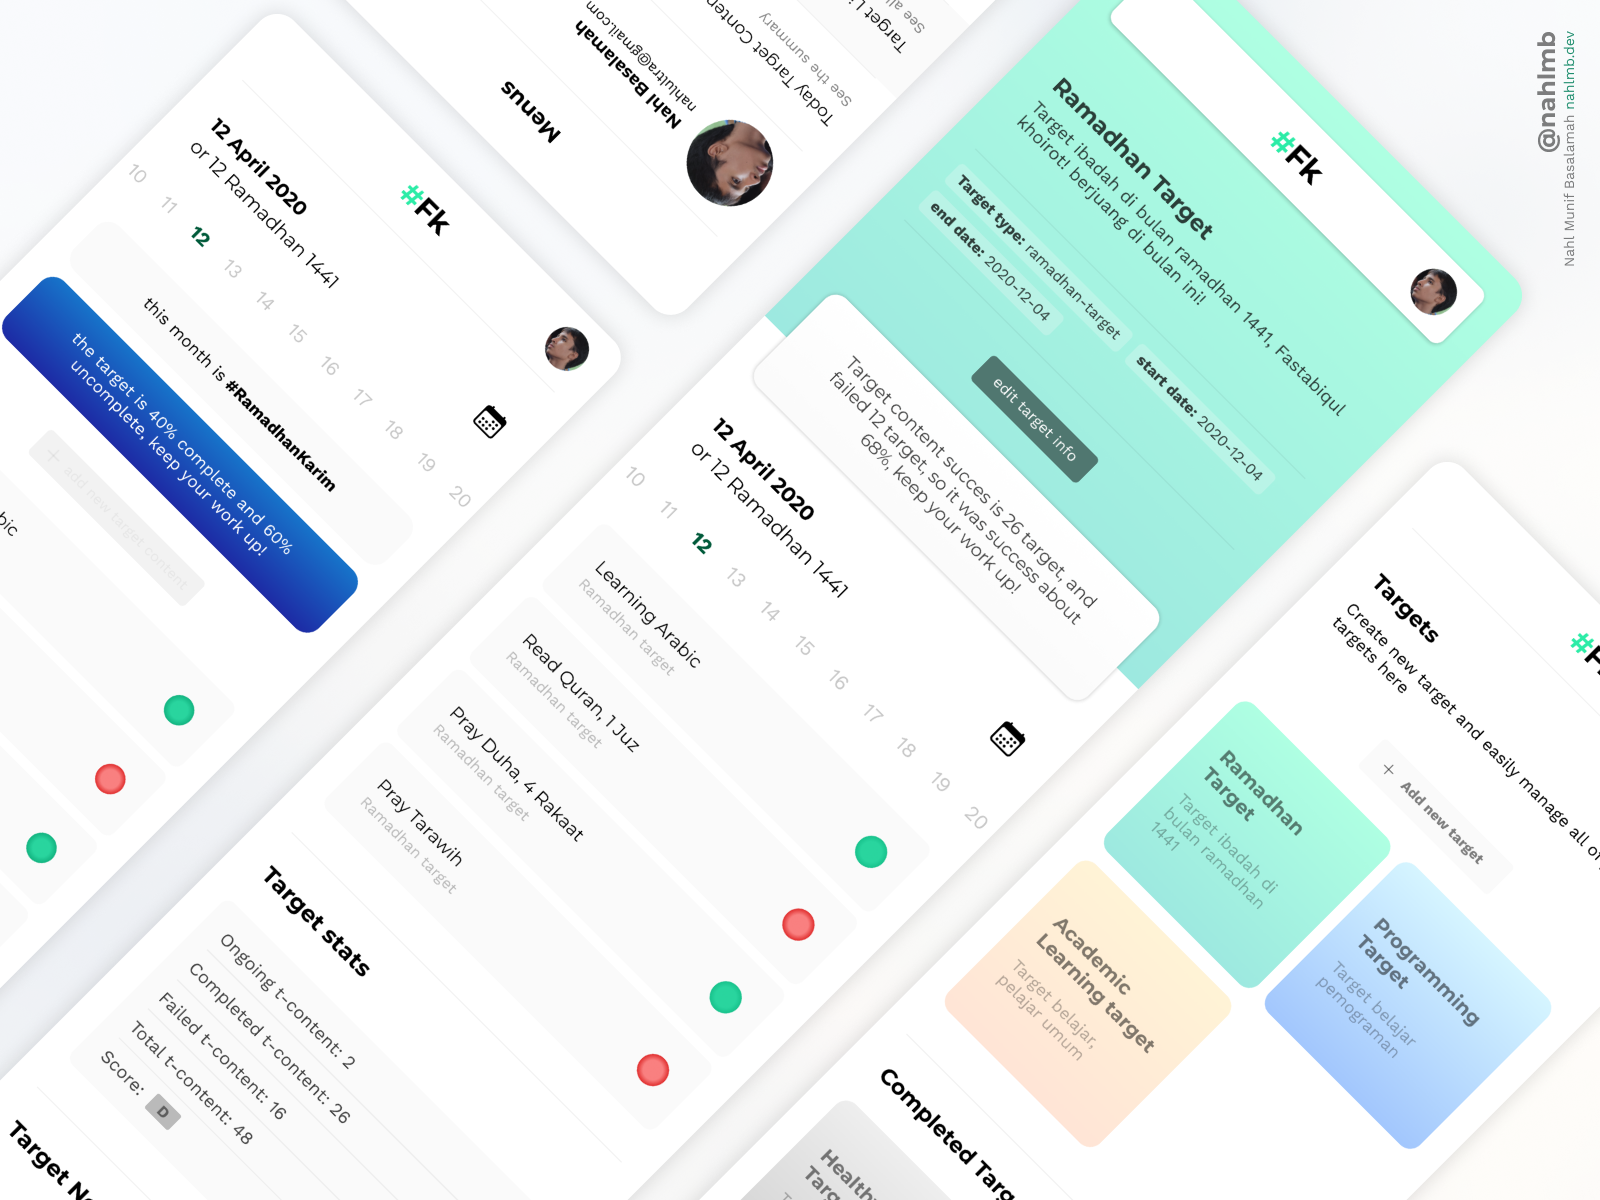 @nahlmb
Nahl Munif Basalamah nahlmb.dev
#Fk
12 April 2020
or 12 Ramadhan 1441
10 11 12 13 14 15 16 17 18 19 20
this month is #RamadhanKarim
the target is 40% complete and 60%
uncomplete, keep your work up!
+ add new target content
Menus
Nahl Basalamah
nahlultra@gmail.com
Today Target Content
See the summary
Target Li
See all
#Fk
Ramadhan Target
Target ibadah di bulan ramadhan 1441, Fastabiqul
khoirot! berjuang di bulan ini!
Target type: ramadhan-target
start date: 2020-12-04
end date: 2020-12-04
edit target info
Target content succes is 26 target, and
failed 12 target, so it was success about
68%, keep your work up!
12 April 2020
or 12 Ramadhan 1441
10 11 12 13 14 15 16 17 18 19 20
Learning Arabic
Ramadhan target
Read Quran, 1 Juz
Ramadhan target
Pray Duha, 4 Rakaat
Ramadhan target
Pray Tarawih
Ramadhan target
Target stats
Ongoing t-content: 2
Completed t-content: 26
Failed t-content: 16
Total t-content: 48
Score: D
Target N
#F
Targets
Create new target and easily manage all of
targets here
+ Add new target
Ramadhan
Target
Target ibadah di
bulan ramadhan
1441
Programming
Target
Target belajar
pemograman
Academic
Learning target
Target belajar,
pelajar umum
Completed Targ
Health
Targ